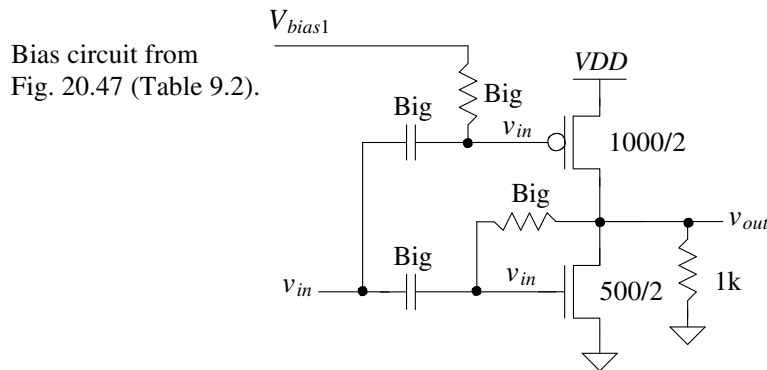 V_bias1
Bias circuit from
Fig. 20.47 (Table 9.2).
VDD
Big
Big
v_in
1000/2
Big
v_out
Big
v_in
v_in
500/2
1k